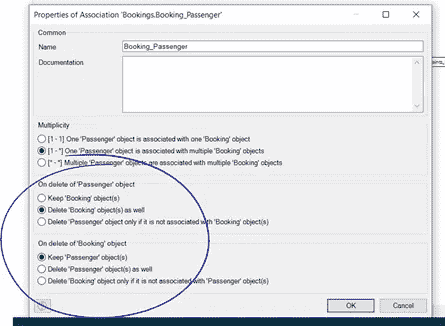 Properties of Association 'Bookings.Booking_Passenger'
Common
Name
Booking_Passenger
Documentation
Multiplicity
[1 - 1] One 'Passenger' object is associated with one 'Booking' object
[1 - *] One 'Passenger' object is associated with multiple 'Booking' objects
[* - *] Multiple 'Passenger' objects are associated with multiple 'Booking' objects
On delete of 'Passenger' object
Keep 'Booking' object(s)
Delete 'Booking' object(s) as well
Delete 'Passenger' object only if it is not associated with 'Booking' object(s)
On delete of 'Booking' object
Keep 'Passenger' object(s)
Delete 'Passenger' object(s) as well
Delete 'Booking' object only if it is not associated with 'Passenger' object(s)
OK
Cancel